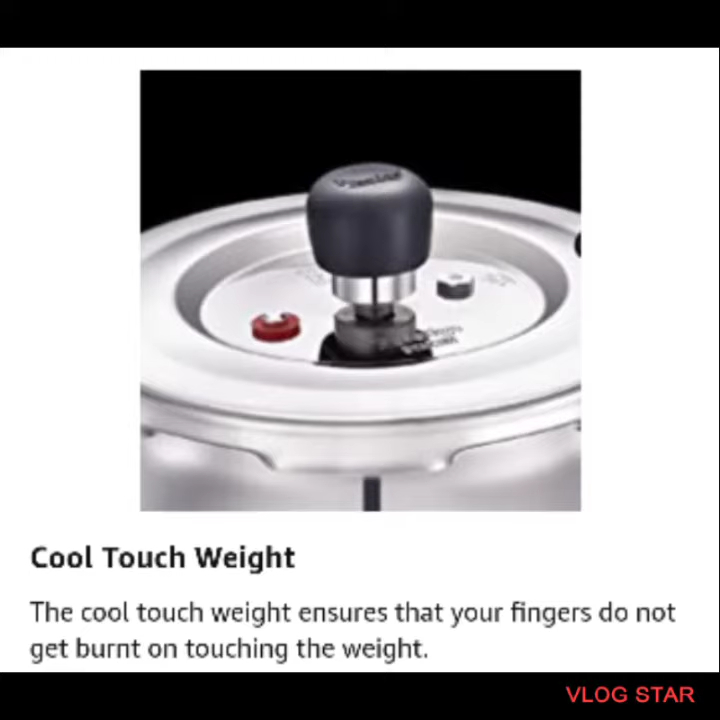 Cool Touch Weight
The cool touch weight ensures that your fingers do not
get burnt on touching the weight.
VLOG STAR